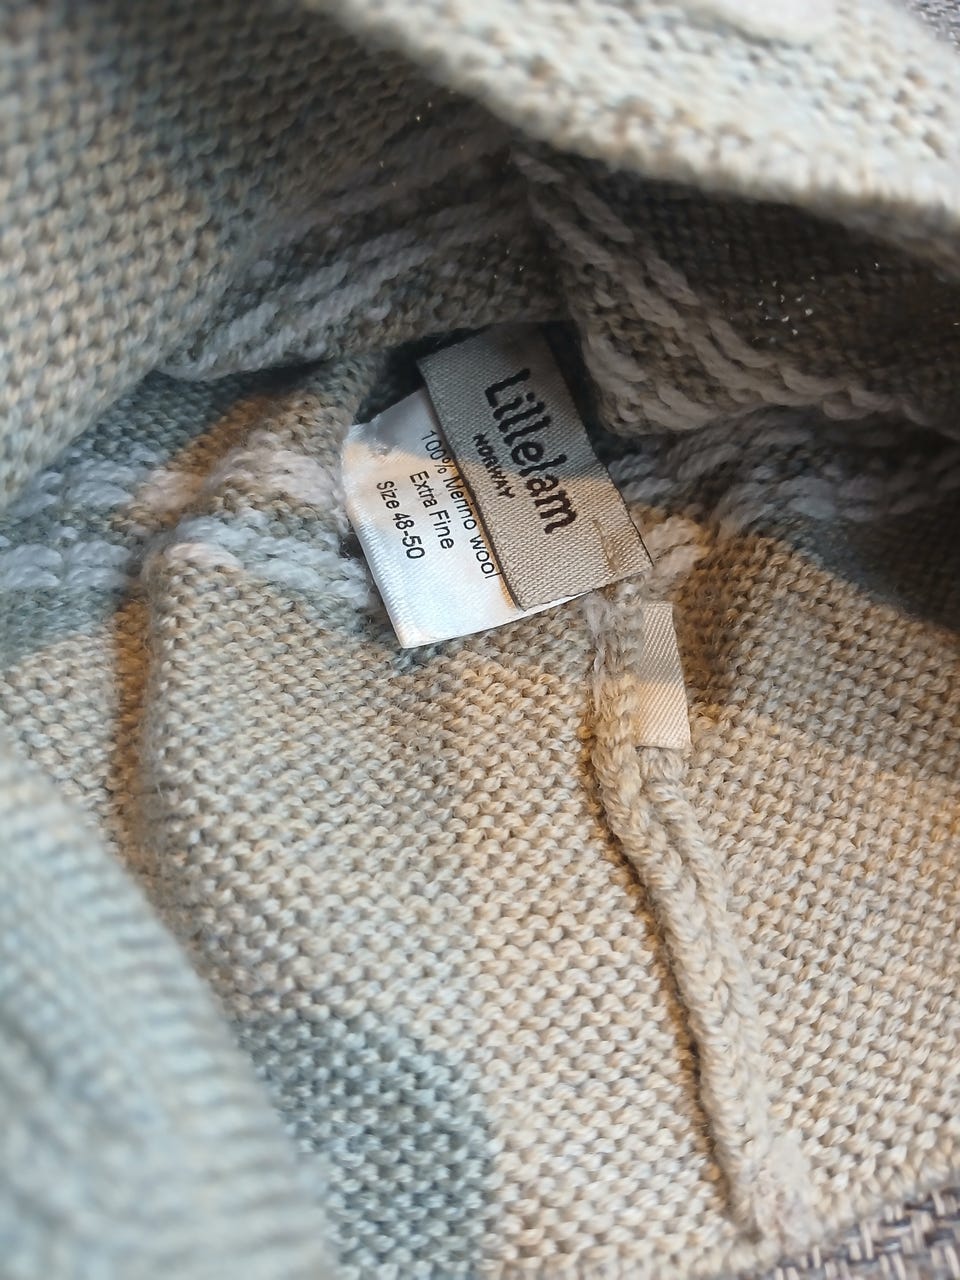 Lillelam
NORWAY
100% Merino wool
Extra Fine
Size 48-50